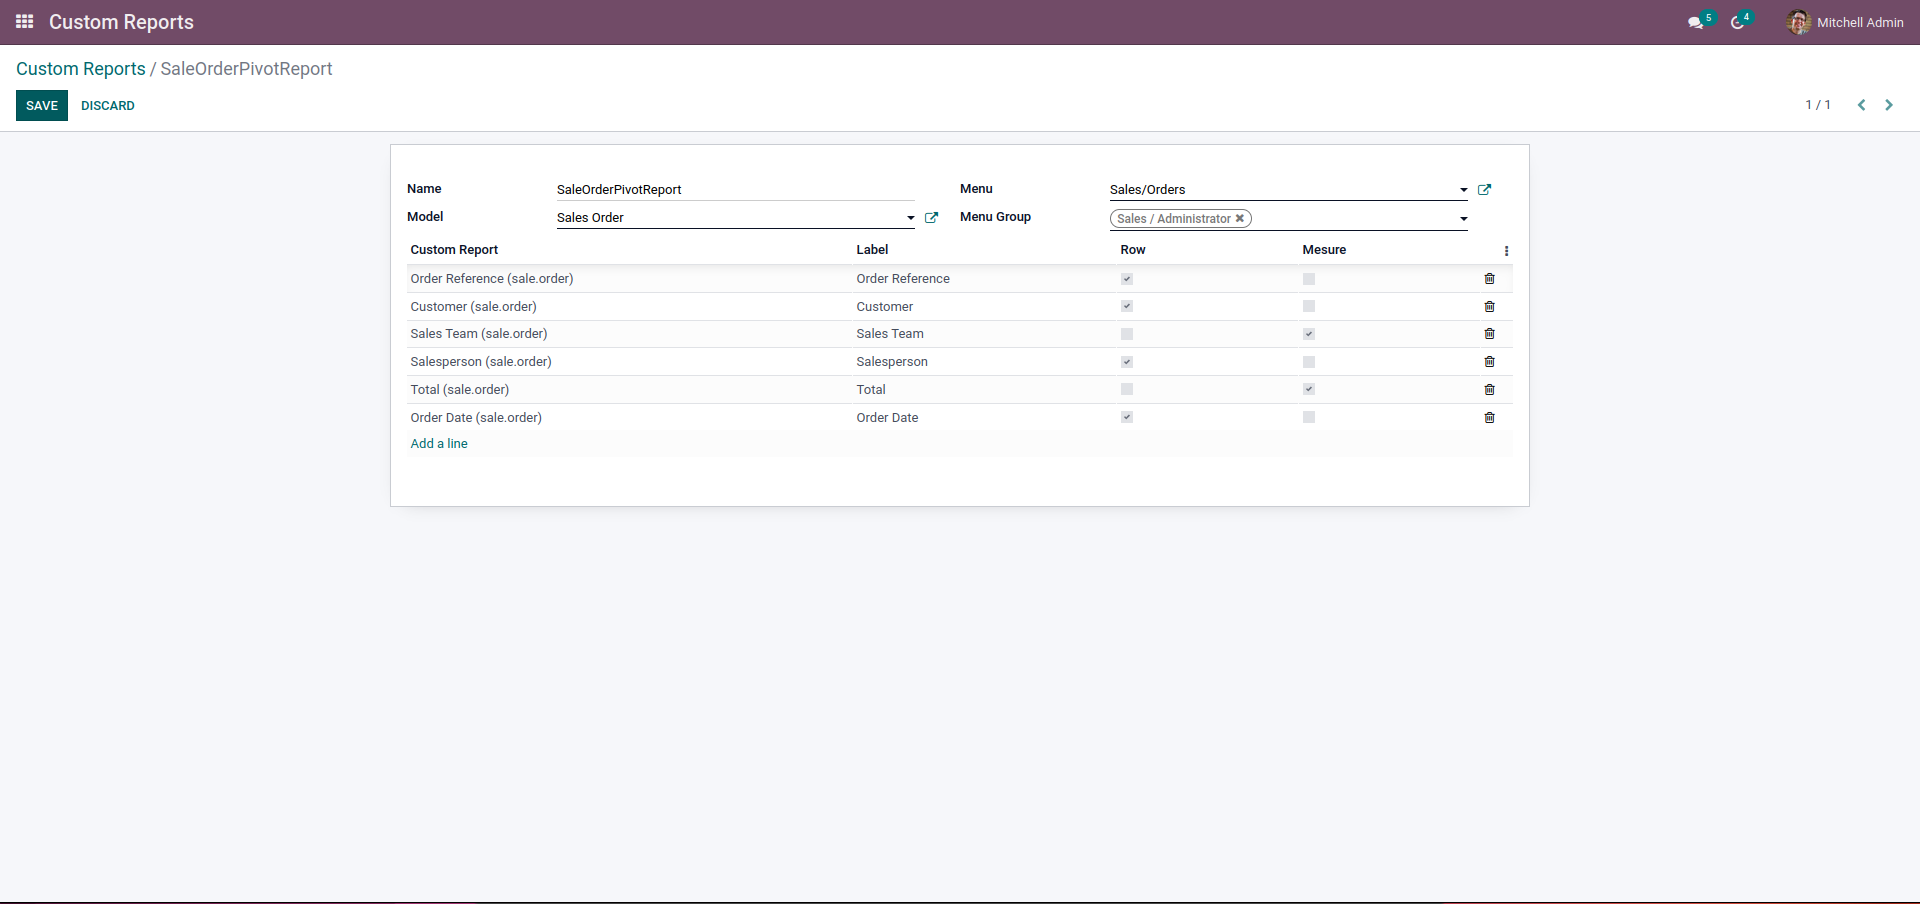 Custom Reports 5 4 Mitchell Admin
Custom Reports / SaleOrderPivotReport
SAVE DISCARD 1 / 1
Name SaleOrderPivotReport Menu Sales/Orders
Model Sales Order Menu Group Sales / Administrator
Custom Report Label Row Mesure
Order Reference (sale.order) Order Reference
Customer (sale.order) Customer
Sales Team (sale.order) Sales Team
Salesperson (sale.order) Salesperson
Total (sale.order) Total
Order Date (sale.order) Order Date
Add a line